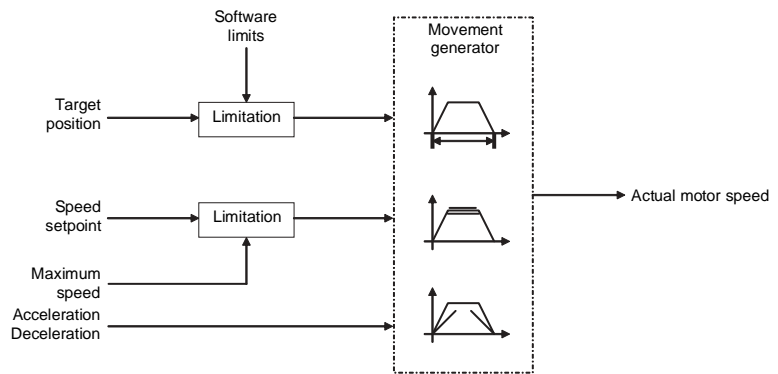 Software
limits
Movement
generator
Target
position
Limitation
Actual motor speed
Speed
setpoint
Limitation
Maximum
speed
Acceleration
Deceleration